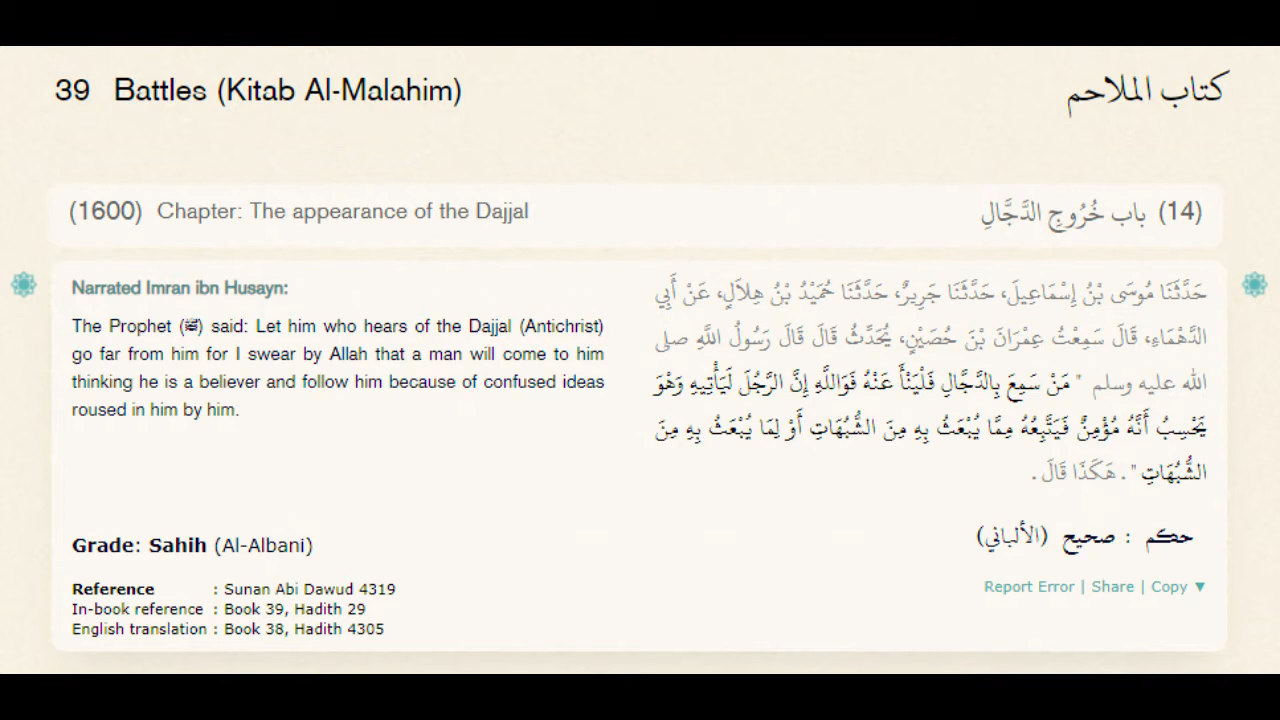 39 Battles (Kitab Al-Malahim)
كتاب الملاحم
(1600) Chapter: The appearance of the Dajjal
(14) باب خُرُوجِ الدَّجَّالِ
Narrated Imran ibn Husayn:
The Prophet (ﷺ) said: Let him who hears of the Dajjal (Antichrist)
go far from him for I swear by Allah that a man will come to him
thinking he is a believer and follow him because of confused ideas
roused in him by him.
حَدَّثَنَا مُوسَى بْنُ إِسْمَاعِيلَ، حَدَّثَنَا جَرِيرٌ، حَدَّثَنَا حُمَيْدُ بْنُ هِلاَلٍ، عَنْ أَبِي
الدَّهْمَاءِ، قَالَ سَمِعْتُ عِمْرَانَ بْنَ حُصَيْنٍ، يُحَدِّثُ قَالَ قَالَ رَسُولُ اللَّهِ صلى
الله عليه وسلم " مَنْ سَمِعَ بِالدَّجَّالِ فَلْيَنْأَ عَنْهُ فَوَاللَّهِ إِنَّ الرَّجُلَ لَيَأْتِيهِ وَهْوَ
يَحْسِبُ أَنَّهُ مُؤْمِنٌ فَيَتَّبِعُهُ مِمَّا يُبْعَثُ بِهِ مِنَ الشُّبُهَاتِ أَوْ لِمَا يُبْعَثُ بِهِ مِنَ
الشُّبُهَاتِ " . هَكَذَا قَالَ .
Grade: Sahih (Al-Albani)
حكم : صحيح (الألباني)
Reference : Sunan Abi Dawud 4319
In-book reference : Book 39, Hadith 29
English translation : Book 38, Hadith 4305
Report Error | Share | Copy ▼